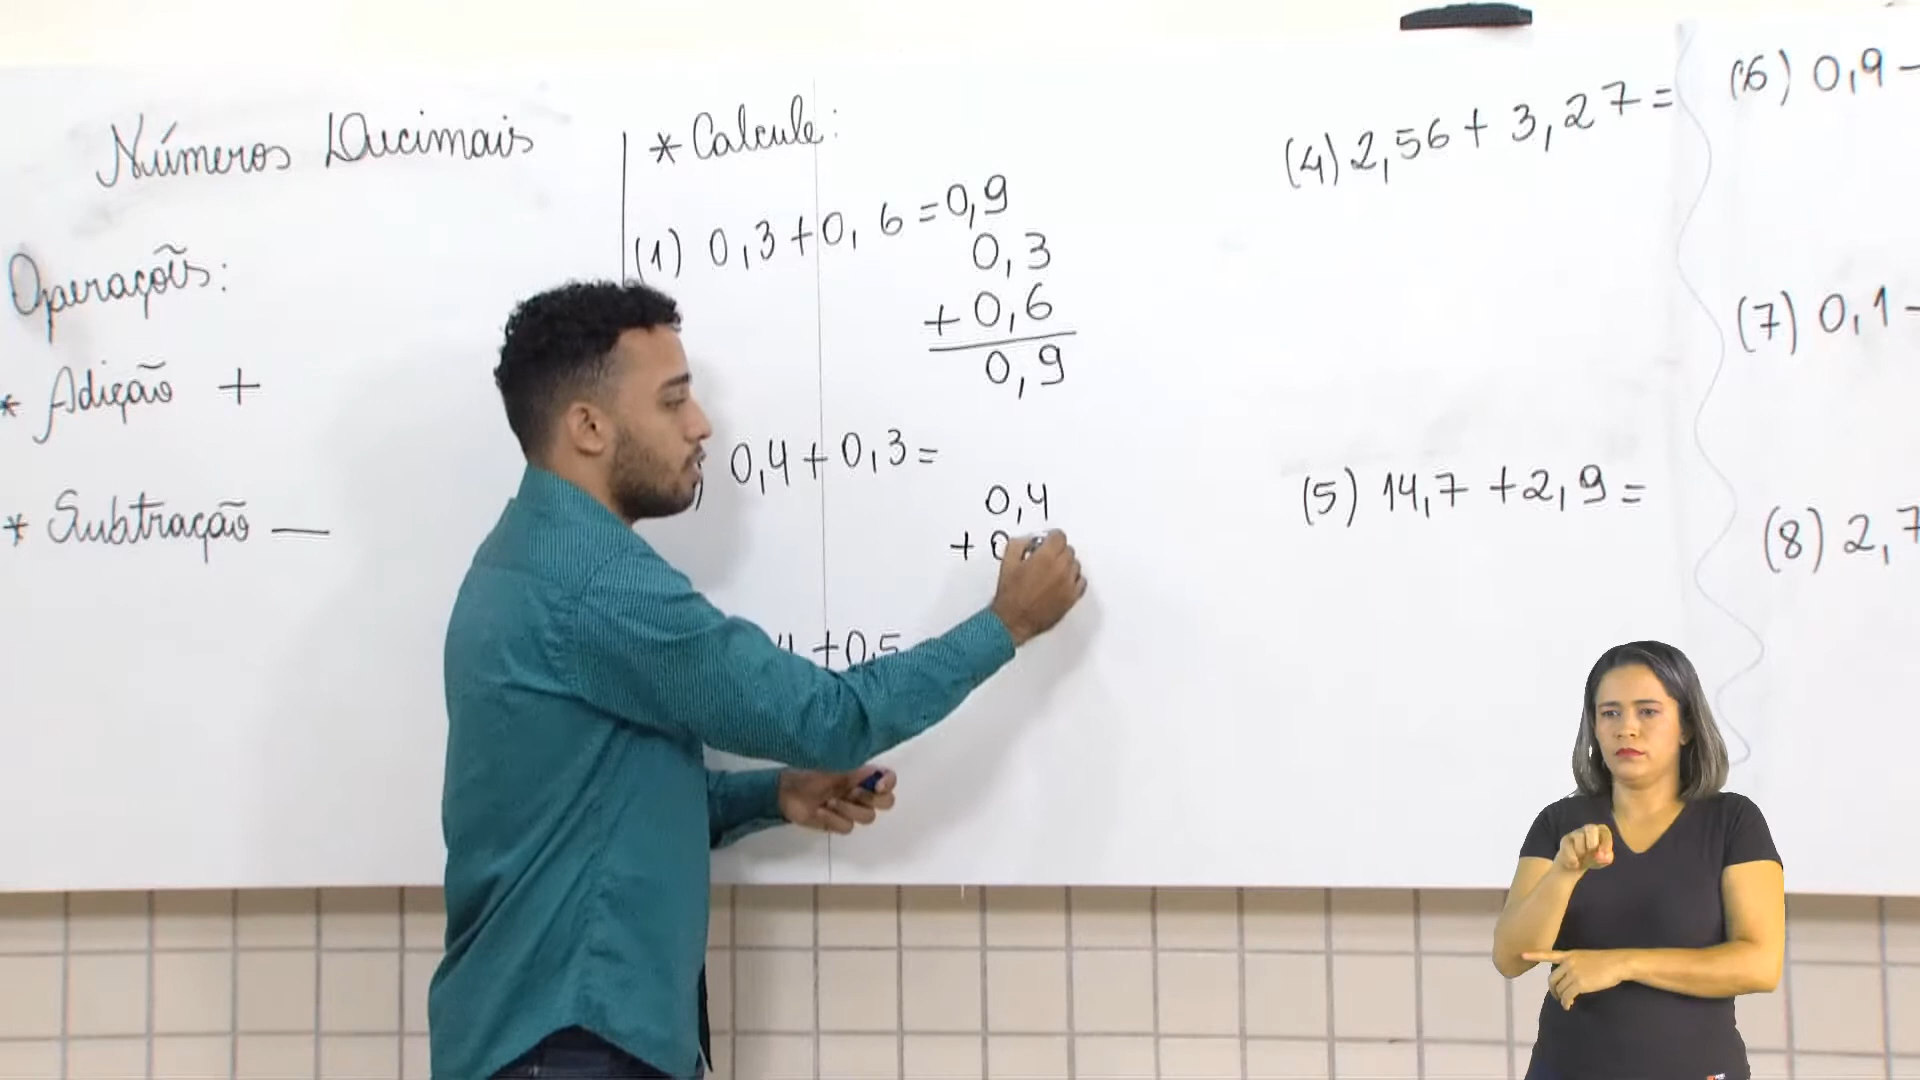 Números Decimais
Operações:
* Adição +
* Subtração —
* Calcule:
(1) 0,3+0,6=0,9
0,3
+0,6
0,9
) 0,4+0,3=
0,4
+0
4+0,5
(4) 2,56+3,27=
(5) 14,7+2,9=
(6) 0,9-
(7) 0,1-
(8) 2,7